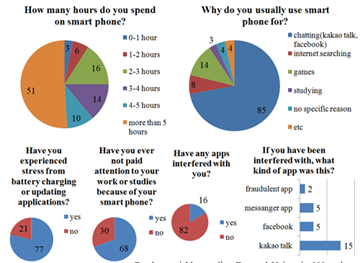 How many hours do you spend
on smart phone?
3
6
16
14
10
51
0-1 hour
1-2 hours
2-3 hours
3-4 hours
4-5 hours
more than 5
hours
Why do you usually use smart
phone for?
3
4
4
14
8
85
chatting(kakao talk,
facebook)
internet searching
games
studying
no specific reason
etc
Have you
experienced
stress from
battery charging
or updating
applications?
21
77
yes
no
Have you ever
not paid
attention to your
work or studies
because of your
smart phone?
30
68
yes
no
Have any apps
interfered with
you?
16
82
yes
no
If you have been
interfered with, what
kind of app was this?
fraudulent app
2
messanger app
5
facebook
5
kakao talk
15